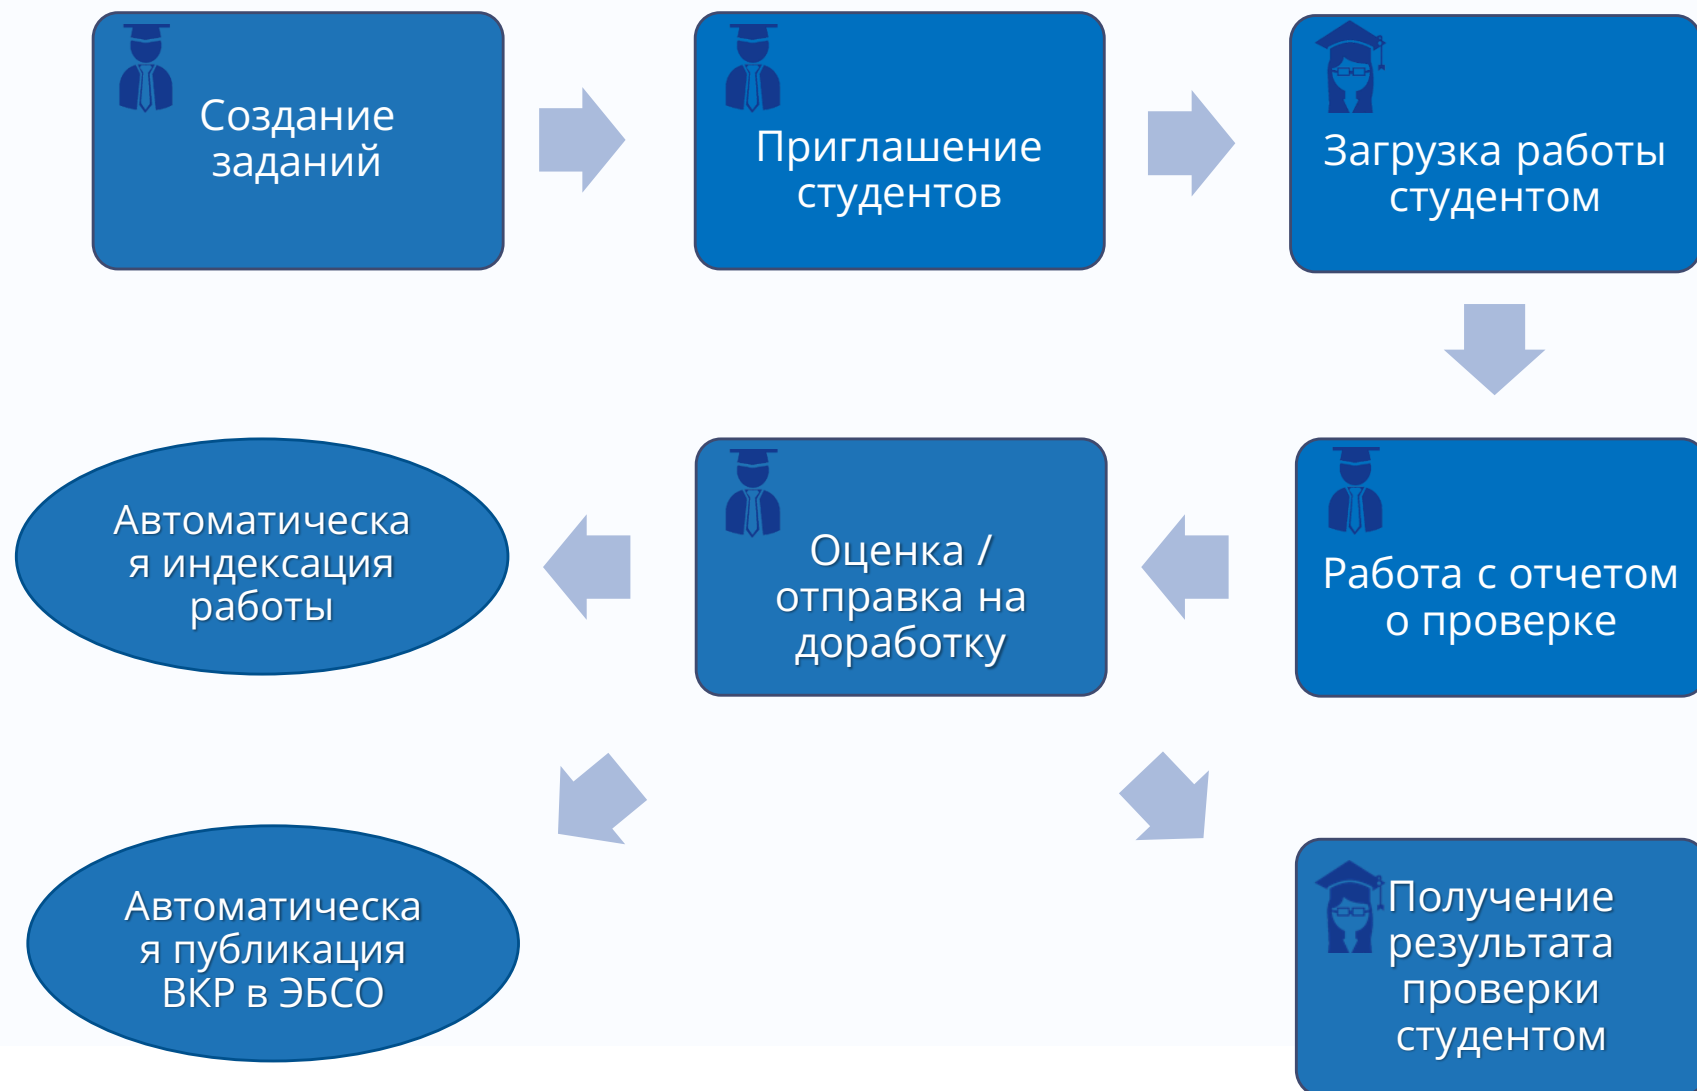 Создание
заданий
Приглашение
студентов
Загрузка работы
студентом
Автоматическа
я индексация
работы
Оценка /
отправка на
доработку
Работа с отчетом
о проверке
Автоматическа
я публикация
ВКР в ЭБСО
Получение
результата
проверки
студентом